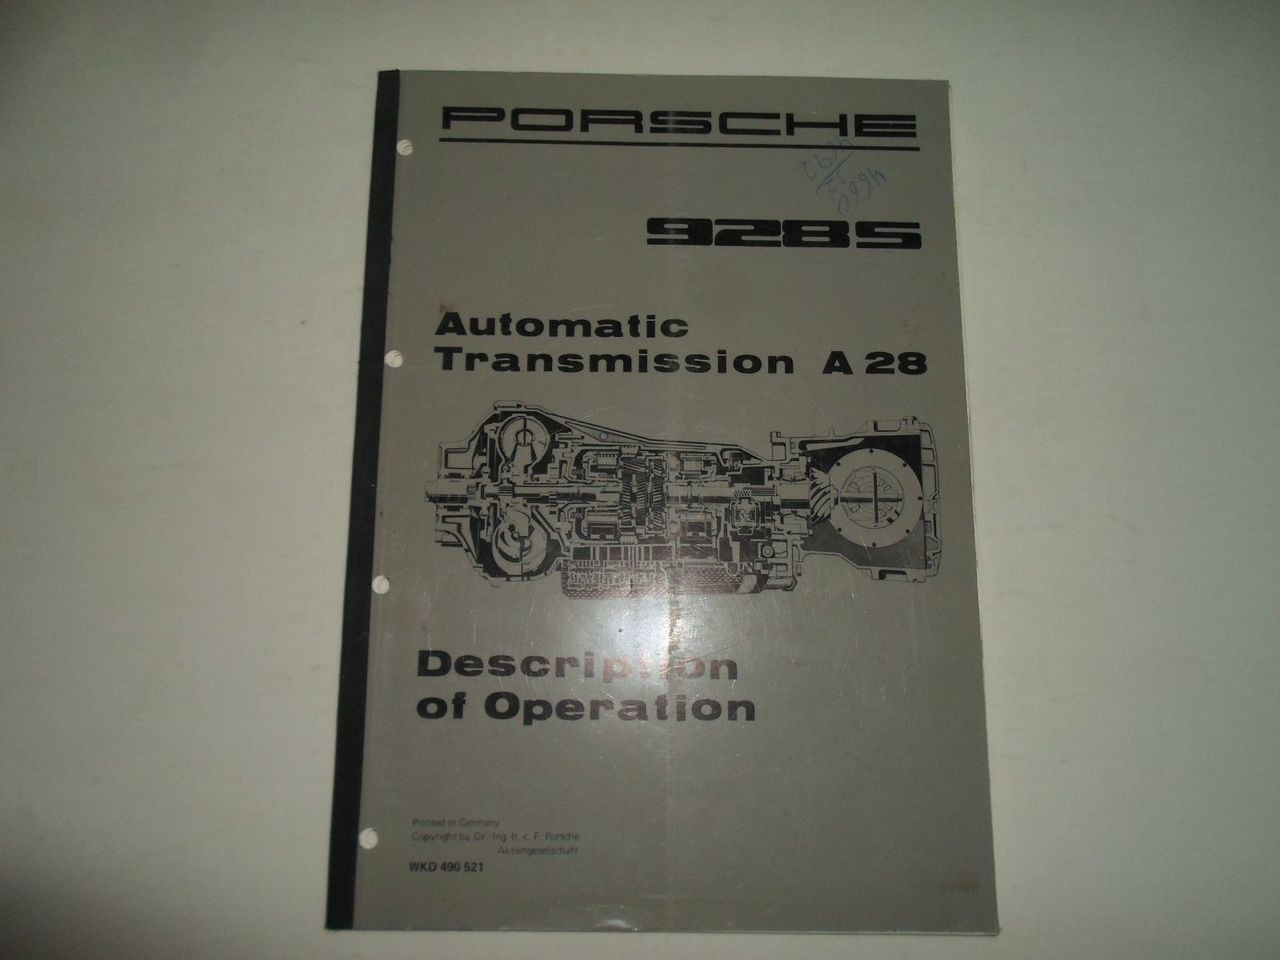 PORSCHE
928S
Automatic
Transmission A 28
Description
of Operation
Printed in Germany
Copyright by Dr.-Ing. h. c. F. Porsche
Aktiengesellschaft
WKD 490 521